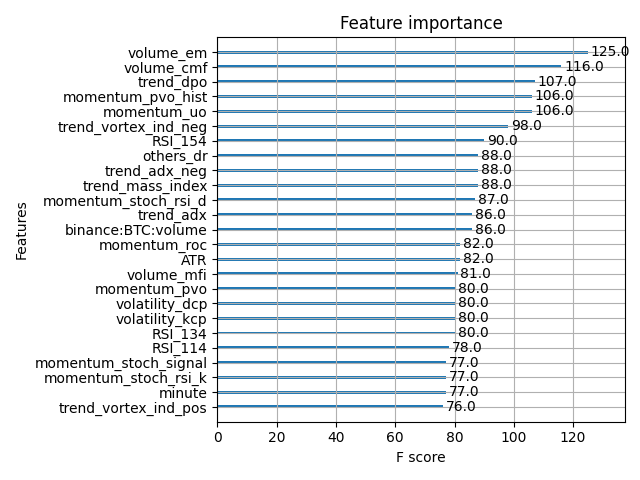 Feature importance
Features
volume_em 125.0
volume_cmf 116.0
trend_dpo 107.0
momentum_pvo_hist 106.0
momentum_uo 106.0
trend_vortex_ind_neg 98.0
RSI_154 90.0
others_dr 88.0
trend_adx_neg 88.0
trend_mass_index 88.0
momentum_stoch_rsi_d 87.0
trend_adx 86.0
binance:BTC:volume 86.0
momentum_roc 82.0
ATR 82.0
volume_mfi 81.0
momentum_pvo 80.0
volatility_dcp 80.0
volatility_kcp 80.0
RSI_134 80.0
RSI_114 78.0
momentum_stoch_signal 77.0
momentum_stoch_rsi_k 77.0
minute 77.0
trend_vortex_ind_pos 76.0
0 20 40 60 80 100 120
F score